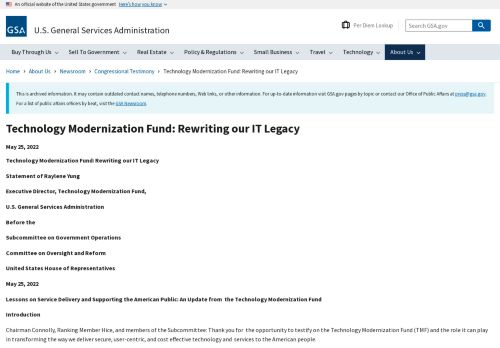 An official website of the United States government Here's how you know
GSA
U.S. General Services Administration
Per Diem Lookup
Search GSA.gov
Buy Through Us
Sell To Government
Real Estate
Policy & Regulations
Small Business
Travel
Technology
About Us
Home › About Us › Newsroom › Congressional Testimony › Technology Modernization Fund: Rewriting our IT Legacy
This is archived information. It may contain outdated contact names, telephone numbers, Web links, or other information. For up-to-date information visit GSA.gov pages by topic or contact our Office of Public Affairs at press@gsa.gov.
For a list of public affairs officers by beat, visit the GSA Newsroom.
Technology Modernization Fund: Rewriting our IT Legacy
May 25, 2022
Technology Modernization Fund: Rewriting our IT Legacy
Statement of Raylene Yung
Executive Director, Technology Modernization Fund,
U.S. General Services Administration
Before the
Subcommittee on Government Operations
Committee on Oversight and Reform
United States House of Representatives
May 25, 2022
Lessons on Service Delivery and Supporting the American Public: An Update from the Technology Modernization Fund
Introduction
Chairman Connolly, Ranking Member Hice, and members of the Subcommittee: Thank you for the opportunity to testify on the Technology Modernization Fund (TMF) and the role it can play
in transforming the way we deliver secure, user-centric, and cost effective technology and services to the American people.